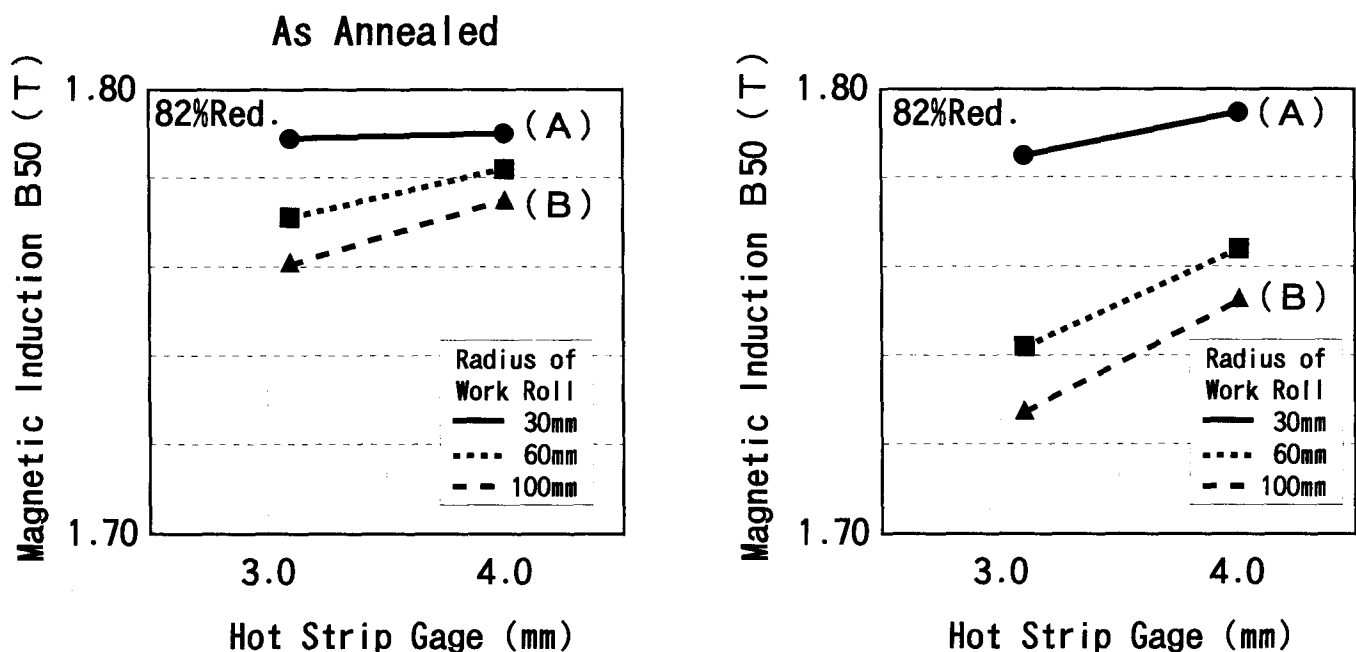 As Annealed
Magnetic Induction B50 (T)
1.80
82%Red.
(A)
(B)
Radius of
Work Roll
30mm
60mm
100mm
1.70
3.0
4.0
Hot Strip Gage (mm)
Magnetic Induction B50 (T)
1.80
82%Red.
(A)
(B)
Radius of
Work Roll
30mm
60mm
100mm
1.70
3.0
4.0
Hot Strip Gage (mm)